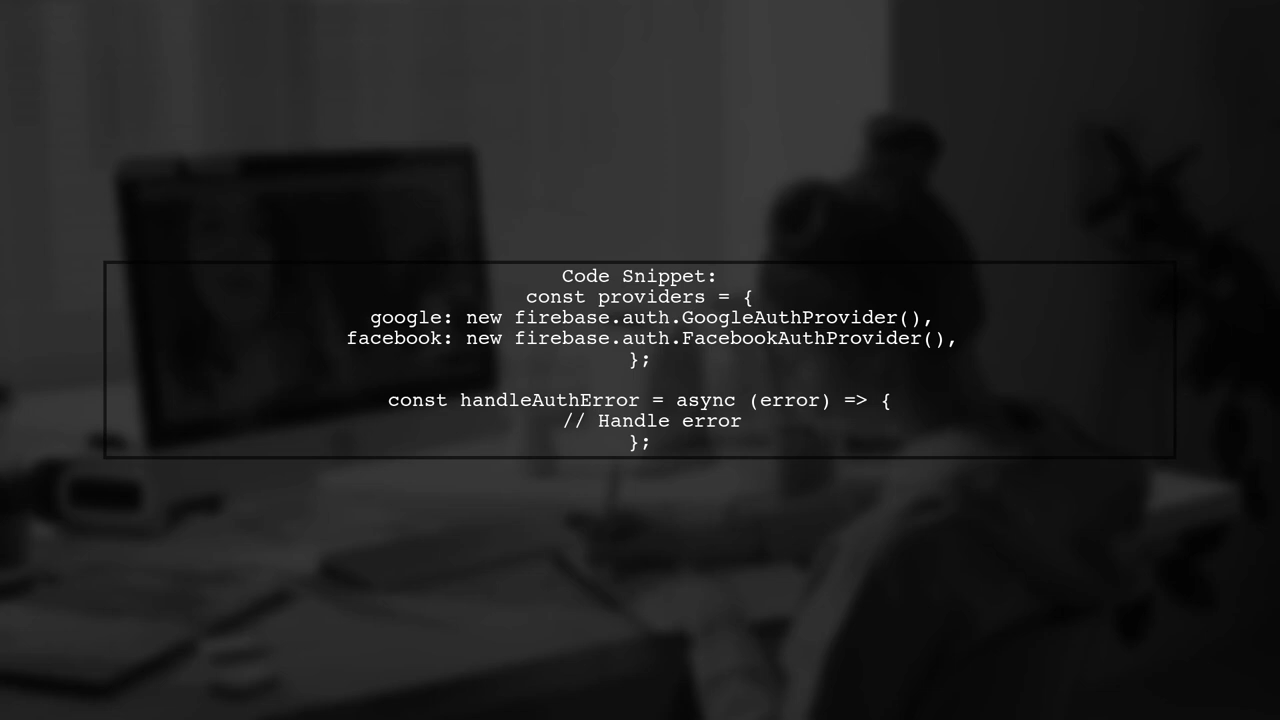 Code Snippet:
const providers = {
google: new firebase.auth.GoogleAuthProvider(),
facebook: new firebase.auth.FacebookAuthProvider(),
};
const handleAuthError = async (error) => {
// Handle error
};